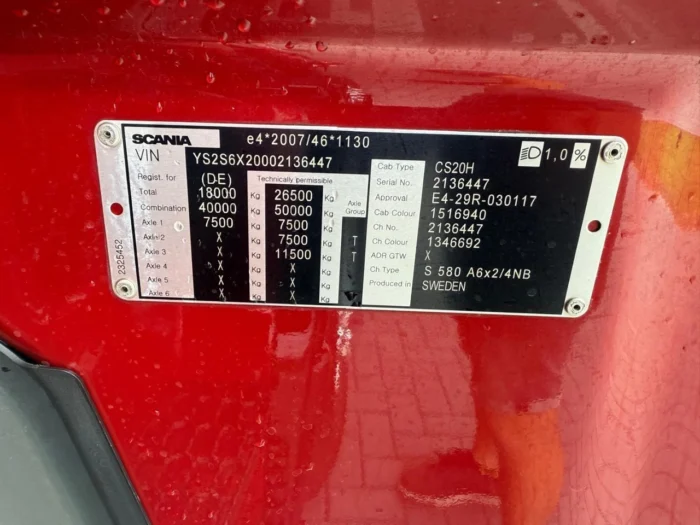 SCANIA e4*2007/46*1130
VIN YS2S6X20002136447
1,0%
Regist. for (DE) Technically permissible
Total 18000 Kg 26500 Kg
Combination 40000 Kg 50000 Kg Axle Group
Axle 1 7500 Kg 7500 Kg
Axle 2 X Kg 7500 Kg T
Axle 3 X Kg 11500 Kg T
Axle 4 X Kg X Kg
Axle 5 X Kg X Kg
Axle 6 X Kg X Kg
Cab Type CS20H
Serial No. 2136447
Approval E4-29R-030117
Cab Colour 1516940
Ch No. 2136447
Ch Colour 1346692
ADR GTW X
Ch Type S 580 A6x2/4NB
Produced in SWEDEN
2325452